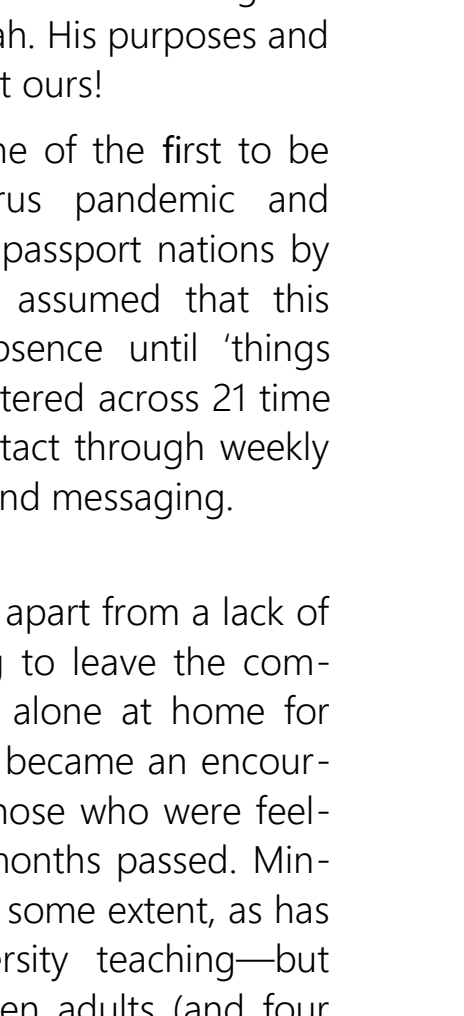 ah. His purposes and
t ours!
ne of the first to be
rus pandemic and
passport nations by
assumed that this
bsence until ‘things
tered across 21 time
tact through weekly
nd messaging.
apart from a lack of
g to leave the com-
alone at home for
became an encour-
hose who were feel-
months passed. Min-
some extent, as has
ersity teaching—but
en adults (and four